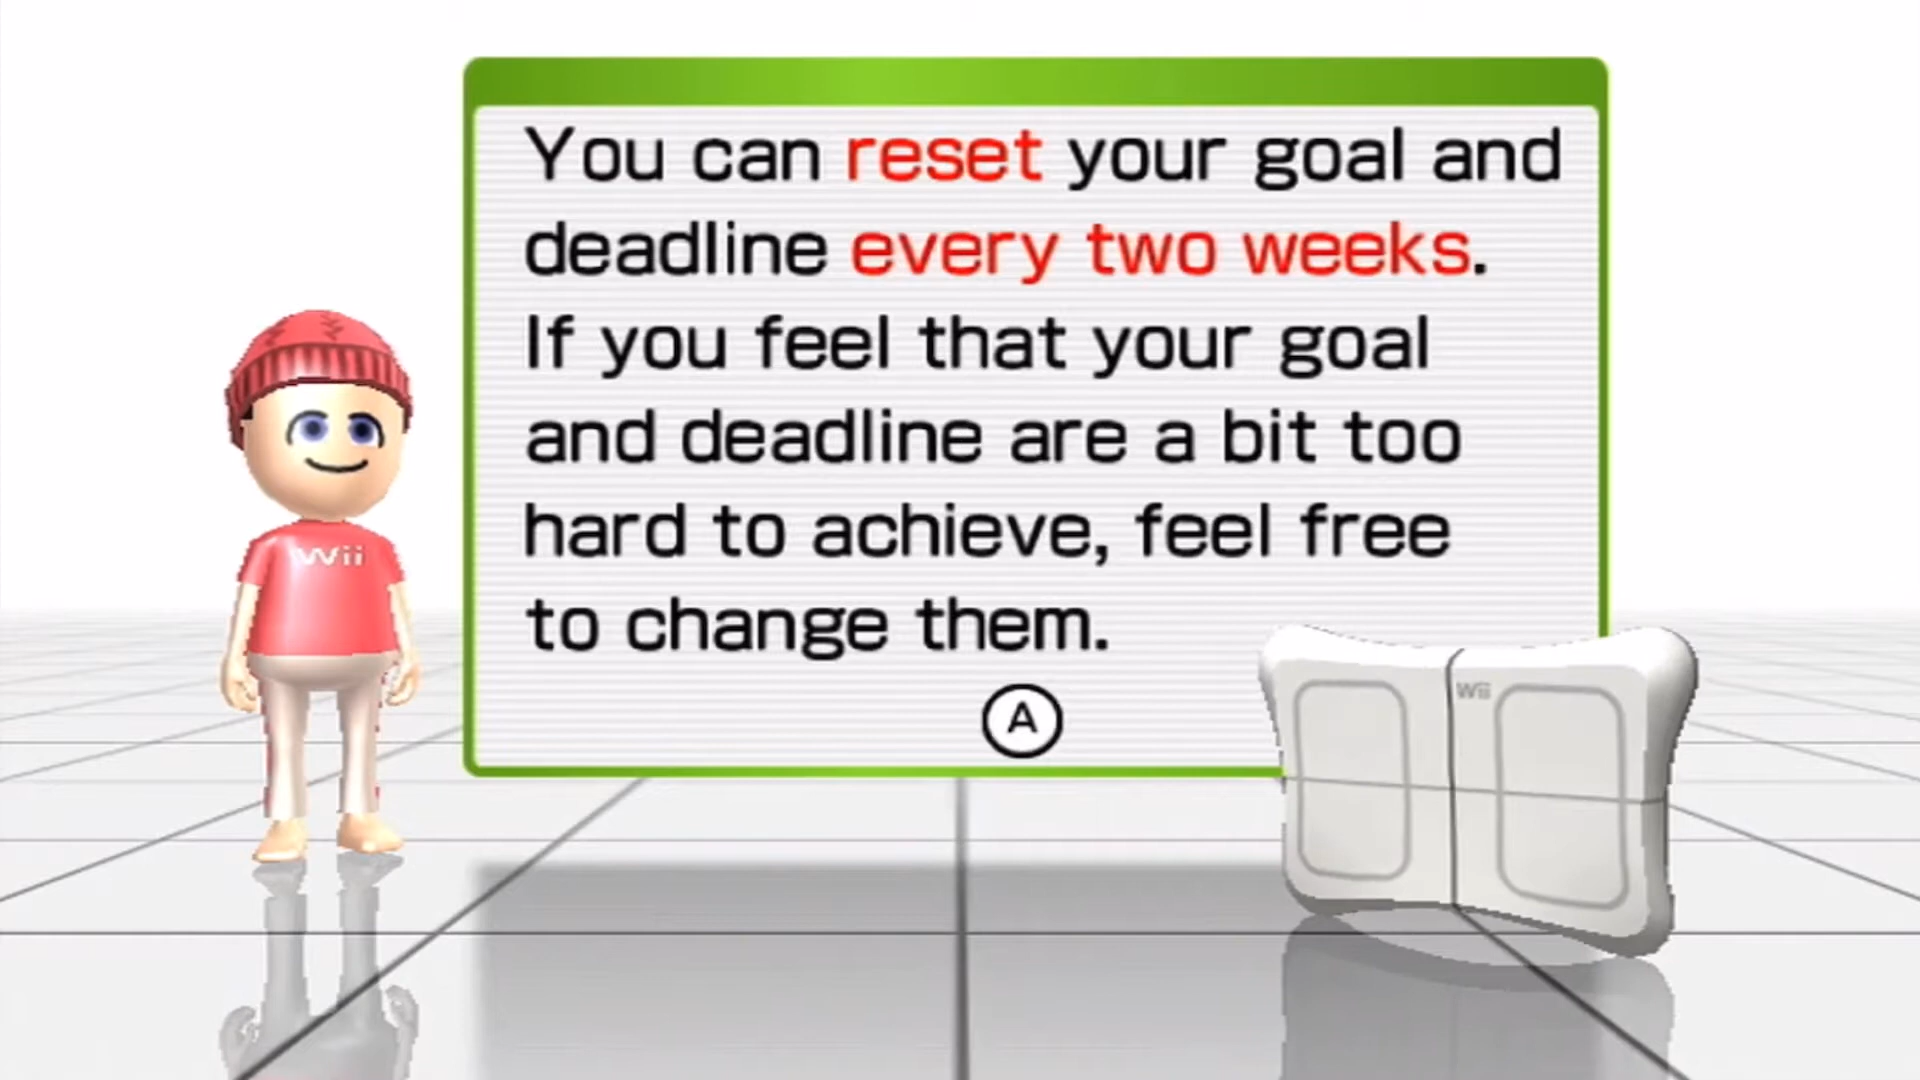 You can reset your goal and
deadline every two weeks.
If you feel that your goal
and deadline are a bit too
hard to achieve, feel free
to change them.
A
Wii
Wii